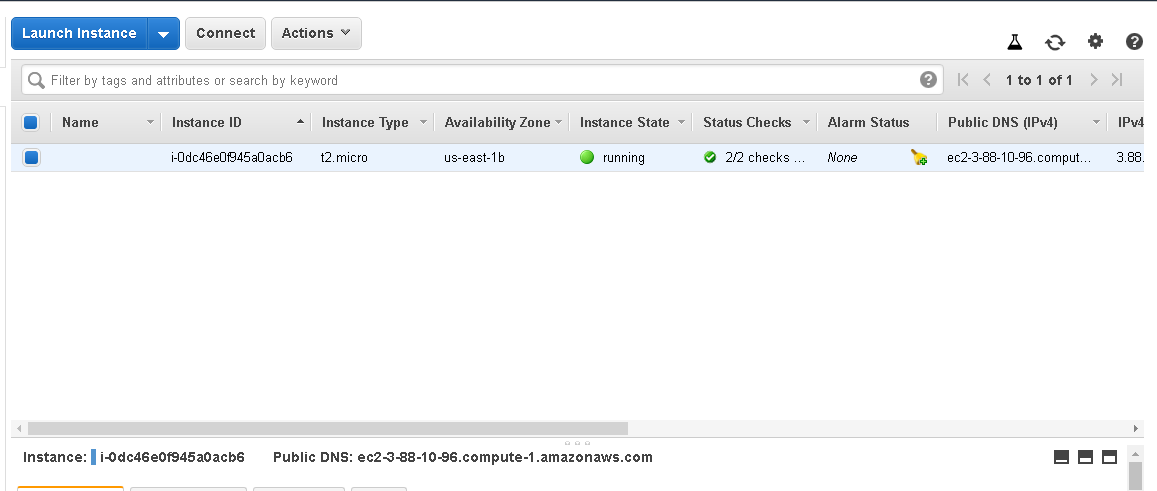 Launch Instance Connect Actions
Filter by tags and attributes or search by keyword 1 to 1 of 1
Name Instance ID Instance Type Availability Zone Instance State Status Checks Alarm Status Public DNS (IPv4) IPv4
i-0dc46e0f945a0acb6 t2.micro us-east-1b running 2/2 checks ... None ec2-3-88-10-96.comput... 3.88.
Instance: i-0dc46e0f945a0acb6 Public DNS: ec2-3-88-10-96.compute-1.amazonaws.com